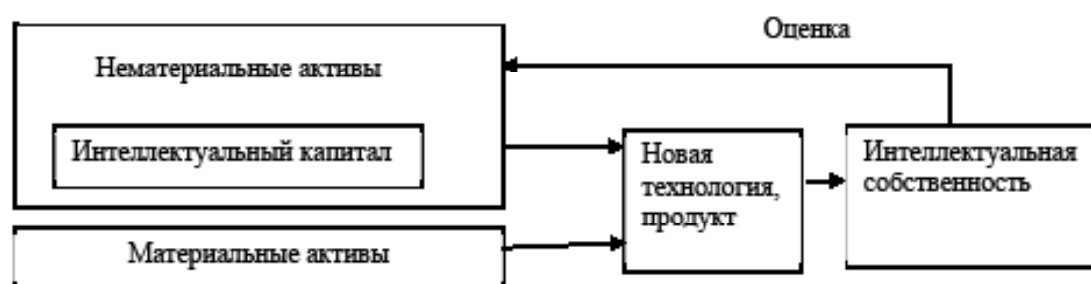 Оценка
Нематериальные активы
Интеллектуальный капитал
Новая
технология,
продукт
Интеллектуальная
собственность
Материальные активы